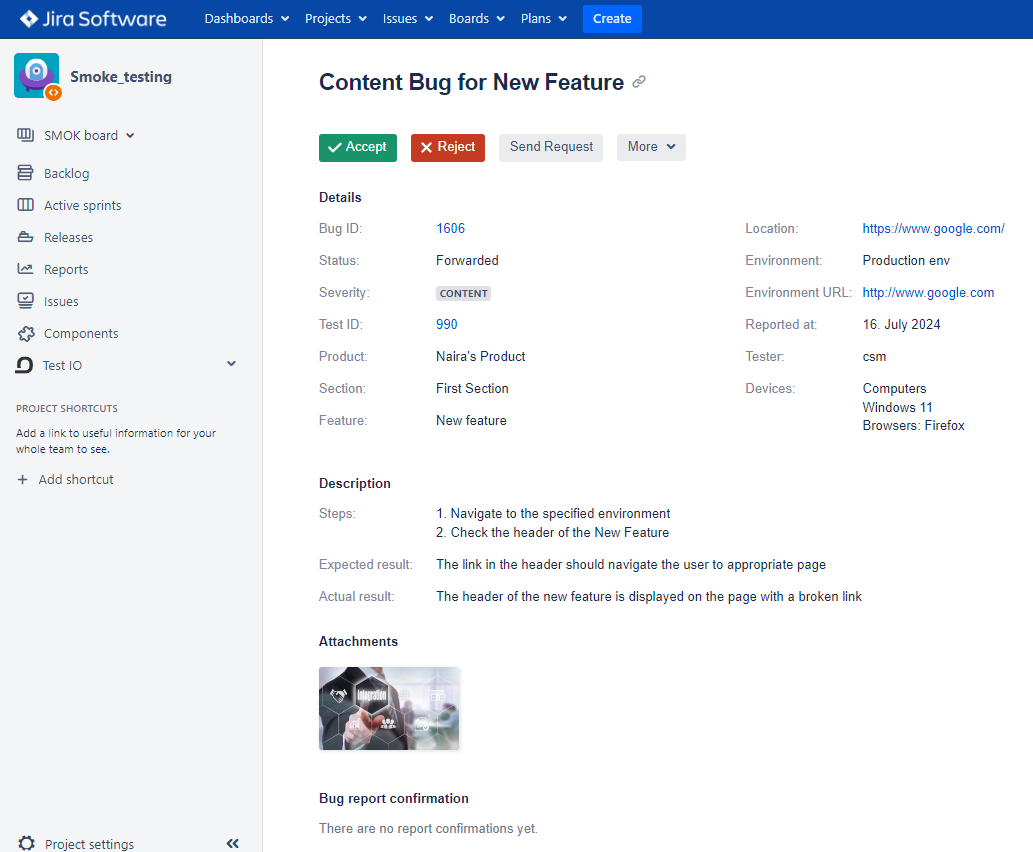 Jira Software
Dashboards Projects Issues Boards Plans Create
Smoke_testing
SMOK board
Backlog
Active sprints
Releases
Reports
Issues
Components
Test IO
PROJECT SHORTCUTS
Add a link to useful information for your
whole team to see.
+ Add shortcut
Project settings
Content Bug for New Feature
Accept Reject Send Request More
Details
Bug ID: 1606
Status: Forwarded
Severity: CONTENT
Test ID: 990
Product: Naira's Product
Section: First Section
Feature: New feature
Location: https://www.google.com/
Environment: Production env
Environment URL: http://www.google.com
Reported at: 16. July 2024
Tester: csm
Devices: Computers
Windows 11
Browsers: Firefox
Description
Steps: 1. Navigate to the specified environment
2. Check the header of the New Feature
Expected result: The link in the header should navigate the user to appropriate page
Actual result: The header of the new feature is displayed on the page with a broken link
Attachments
Integration
Bug report confirmation
There are no report confirmations yet.